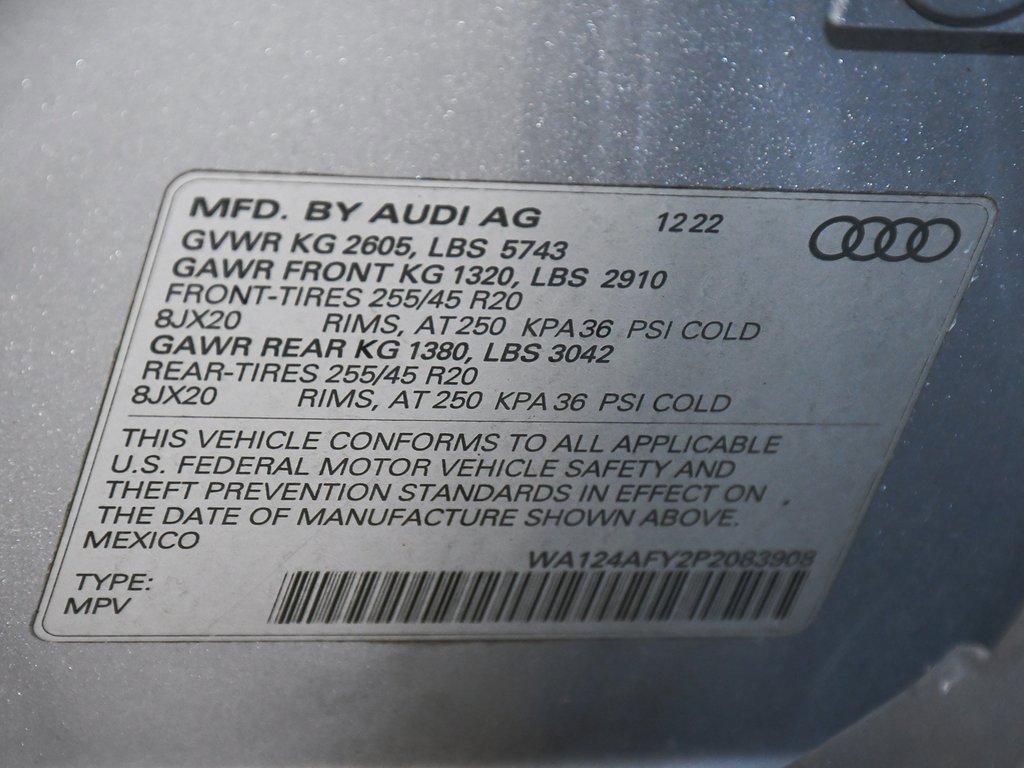 MFD. BY AUDI AG 12 22
GVWR KG 2605, LBS 5743
GAWR FRONT KG 1320, LBS 2910
FRONT-TIRES 255/45 R20
8JX20 RIMS, AT 250 KPA 36 PSI COLD
GAWR REAR KG 1380, LBS 3042
REAR-TIRES 255/45 R20
8JX20 RIMS, AT 250 KPA 36 PSI COLD
THIS VEHICLE CONFORMS TO ALL APPLICABLE
U.S. FEDERAL MOTOR VEHICLE SAFETY AND
THEFT PREVENTION STANDARDS IN EFFECT ON
THE DATE OF MANUFACTURE SHOWN ABOVE.
MEXICO
WA124AFY2P2083908
TYPE:
MPV